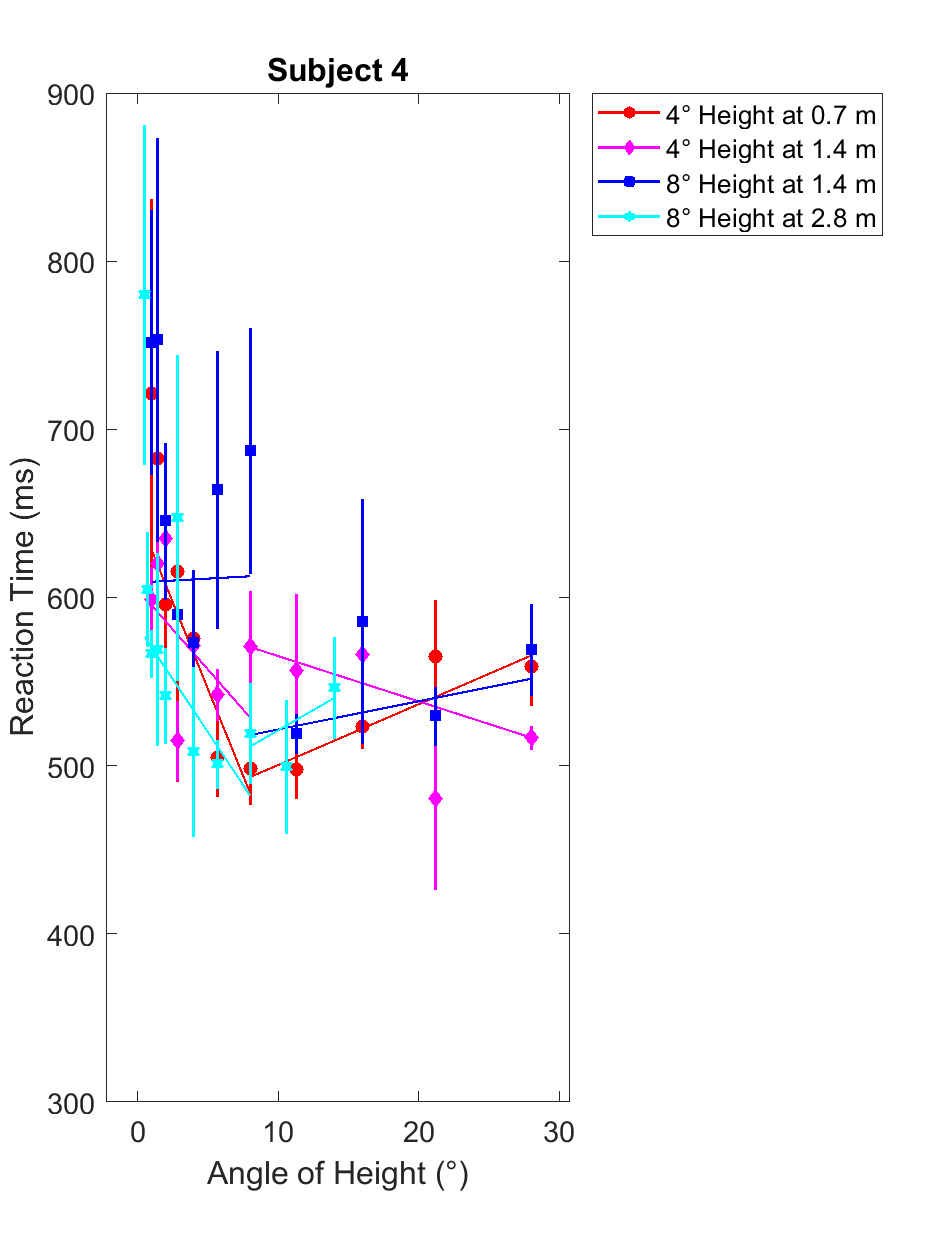 Subject 4
900
800
700
600
500
400
300
Reaction Time (ms)
0 10 20 30
Angle of Height (°)
4° Height at 0.7 m
4° Height at 1.4 m
8° Height at 1.4 m
8° Height at 2.8 m